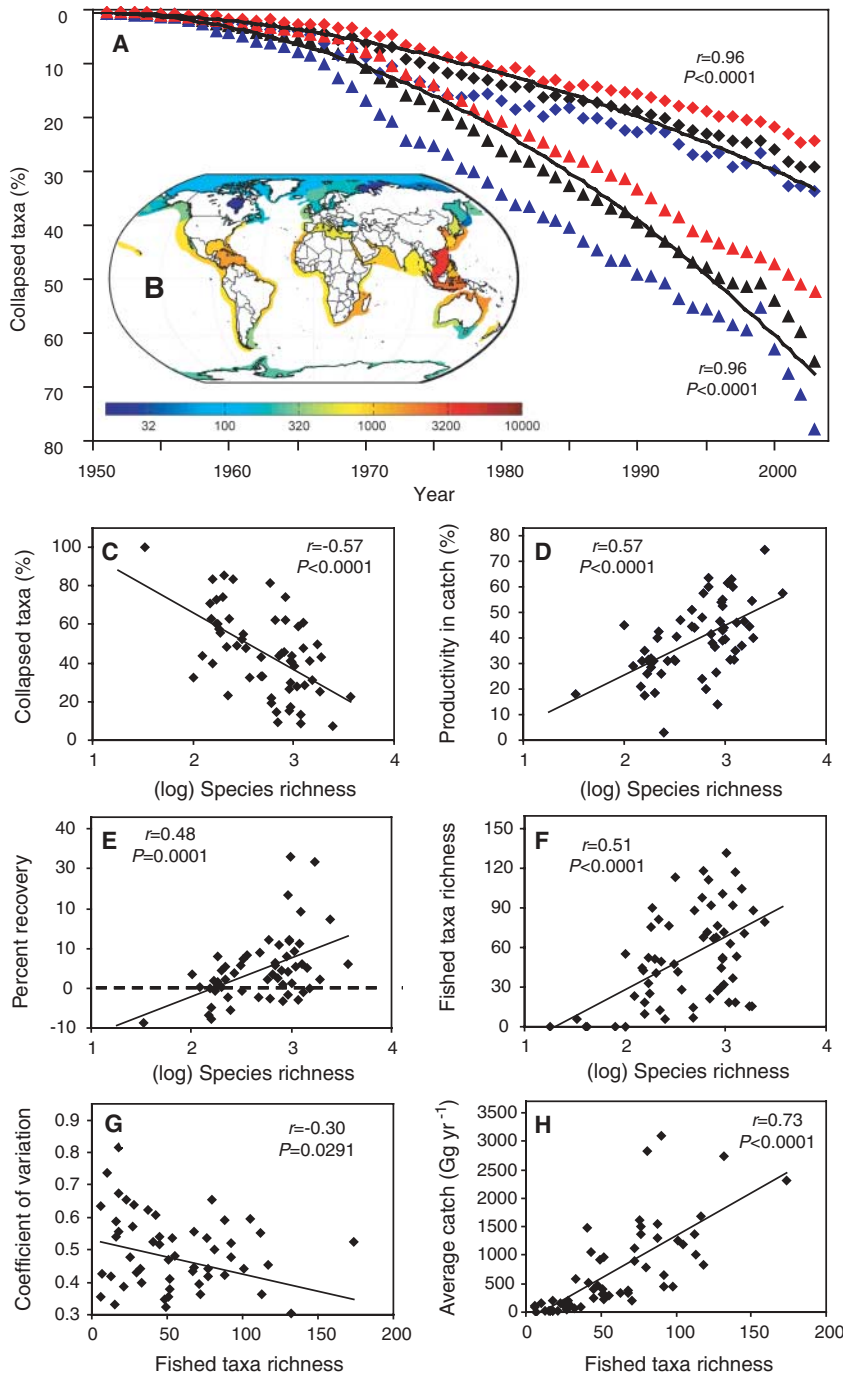 A
0
10
20
30
40
50
60
70
80
Collapsed taxa (%)
r=0.96
P<0.0001
r=0.96
P<0.0001
B
32 100 320 1000 3200 10000
1950 1960 1970 1980 1990 2000
Year
C
r=-0.57
P<0.0001
Collapsed taxa (%)
100
80
60
40
20
0
1 2 3 4
(log) Species richness
D
r=0.57
P<0.0001
Productivity in catch (%)
80
70
60
50
40
30
20
10
0
1 2 3 4
(log) Species richness
E
r=0.48
P=0.0001
Percent recovery
40
30
10
10
0
-10
1 2 3 4
(log) Species richness
F
r=0.51
P<0.0001
Fished taxa richness
150
120
90
60
30
0
1 2 3 4
(log) Species richness
G
r=-0.30
P=0.0291
Coefficient of variation
0.9
0.8
0.7
0.6
0.5
0.4
0.3
0 50 100 150 200
Fished taxa richness
H
r=0.73
P<0.0001
Average catch (Gg yr-1)
3500
3000
2500
2000
1500
1000
500
0
0 50 100 150 200
Fished taxa richness